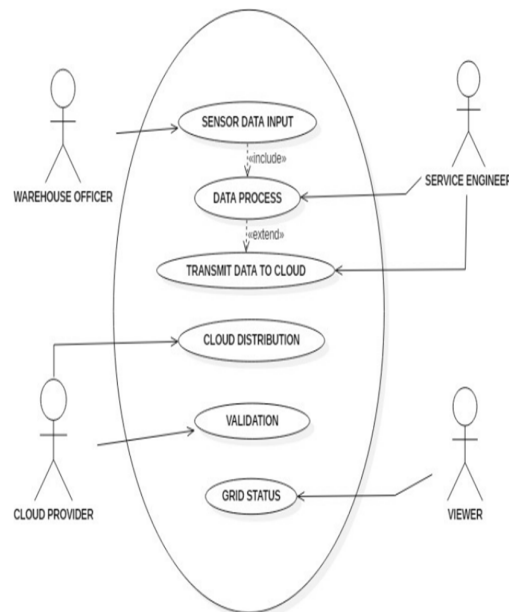 SENSOR DATA INPUT
«include»
WAREHOUSE OFFICER
DATA PROCESS
SERVICE ENGINEER
«extend»
TRANSMIT DATA TO CLOUD
CLOUD DISTRIBUTION
VALIDATION
GRID STATUS
CLOUD PROVIDER
VIEWER